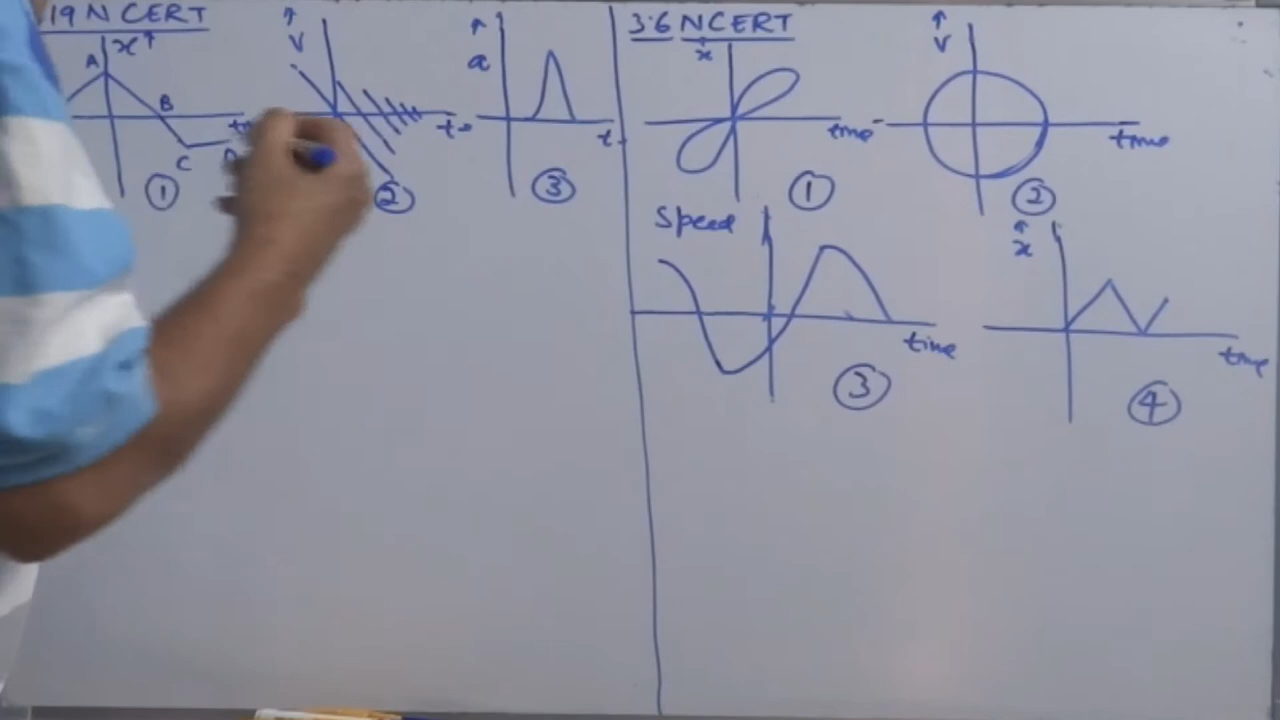 19 NCERT
x
A
B
C
①
V
t
②
a
t
③
3.6 NCERT
x
time
①
V
time
②
Speed
time
③
x
time
④